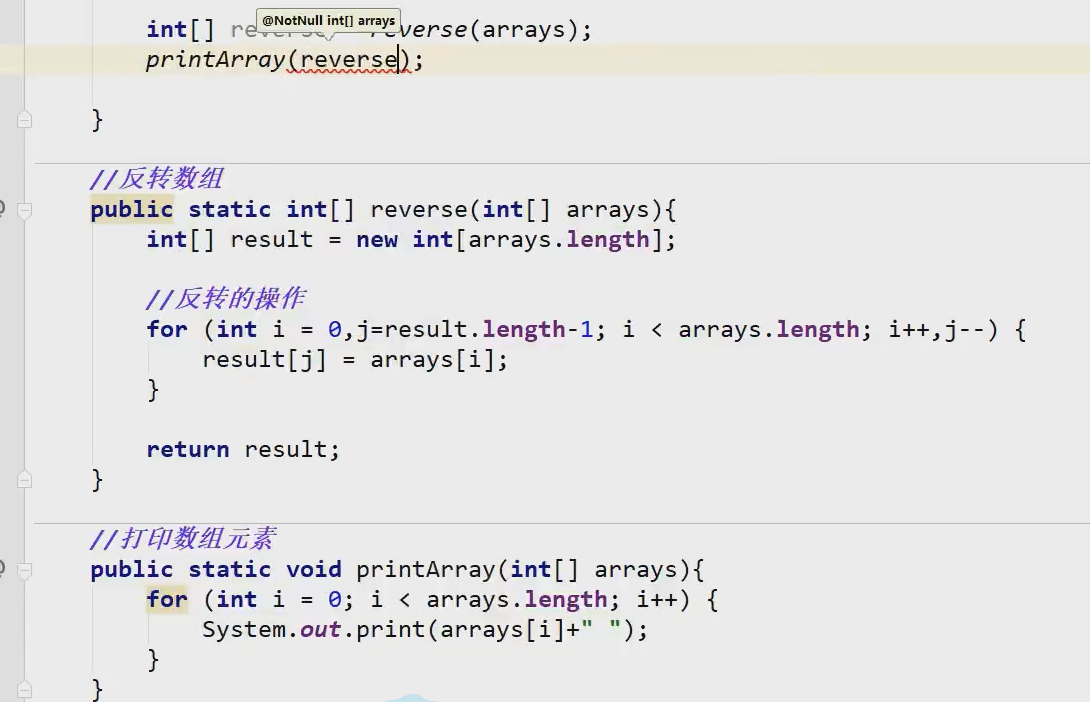 @NotNull int[] arrays
int[] reverse = reverse(arrays);
printArray(reverse);
}
//反转数组
public static int[] reverse(int[] arrays){
int[] result = new int[arrays.length];
//反转的操作
for (int i = 0,j=result.length-1; i < arrays.length; i++,j--) {
result[j] = arrays[i];
}
return result;
}
//打印数组元素
public static void printArray(int[] arrays){
for (int i = 0; i < arrays.length; i++) {
System.out.print(arrays[i]+" ");
}
}